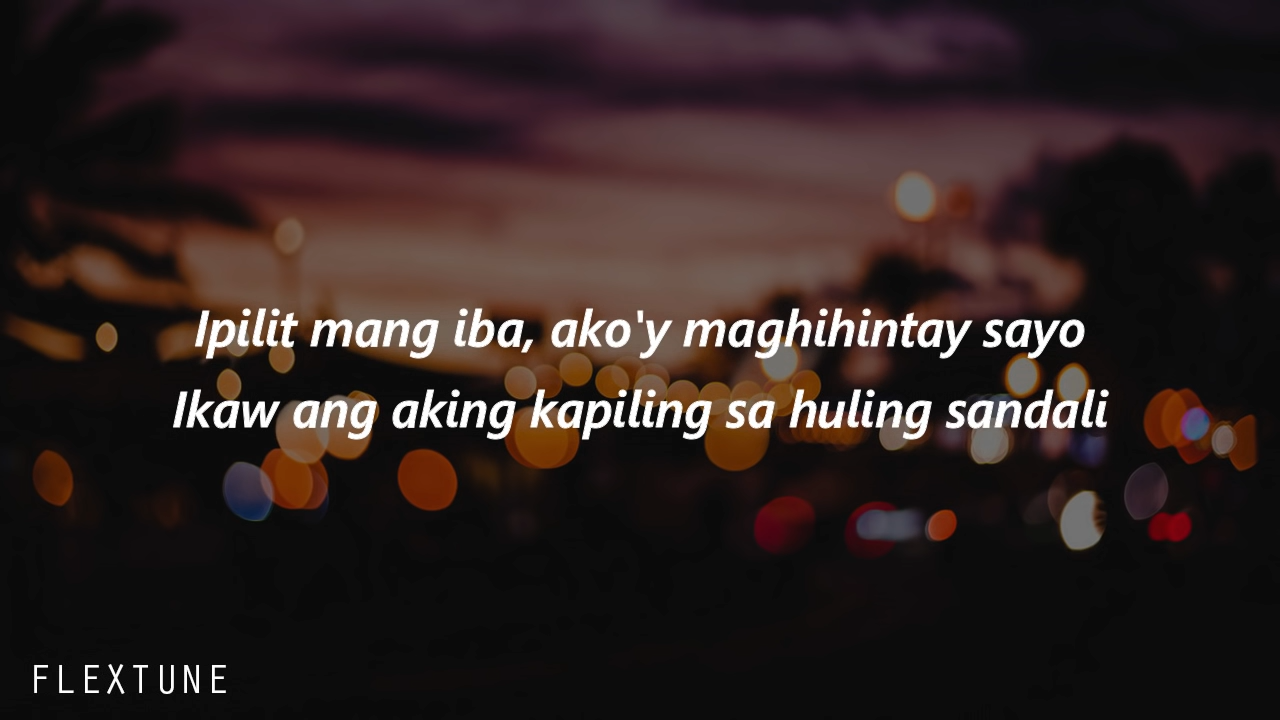 Ipilit mang iba, ako'y maghihintay sayo
Ikaw ang aking kapiling sa huling sandali
FLEXTUNE